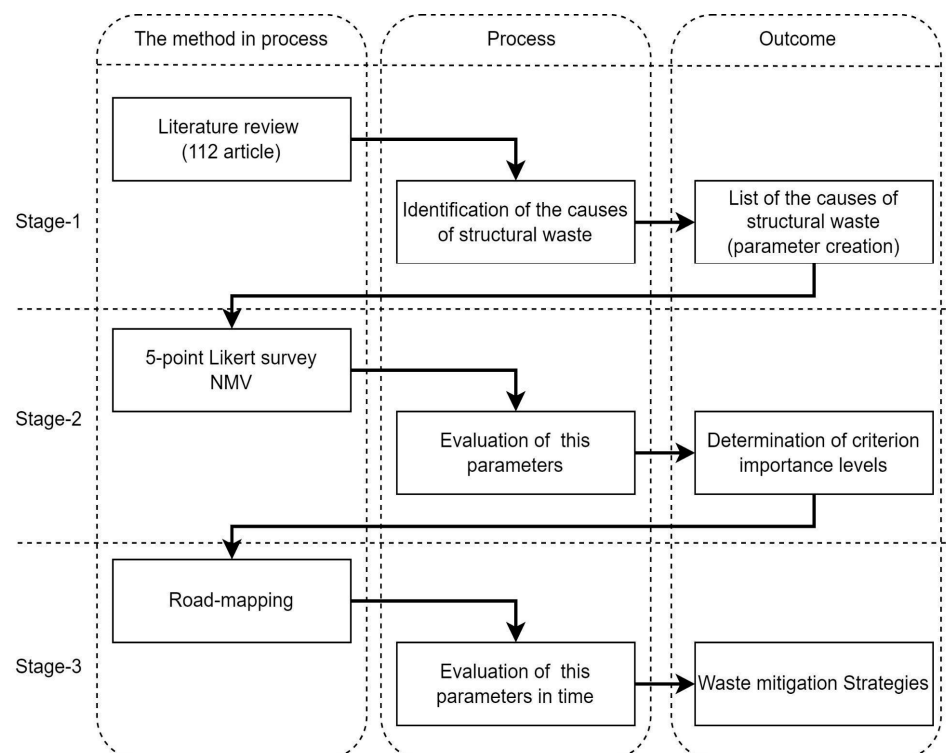 The method in process
Process
Outcome
Literature review
(112 article)
Stage-1
Identification of the causes
of structural waste
List of the causes of
structural waste
(parameter creation)
5-point Likert survey
NMV
Stage-2
Evaluation of this
parameters
Determination of criterion
importance levels
Road-mapping
Stage-3
Evaluation of this
parameters in time
Waste mitigation Strategies